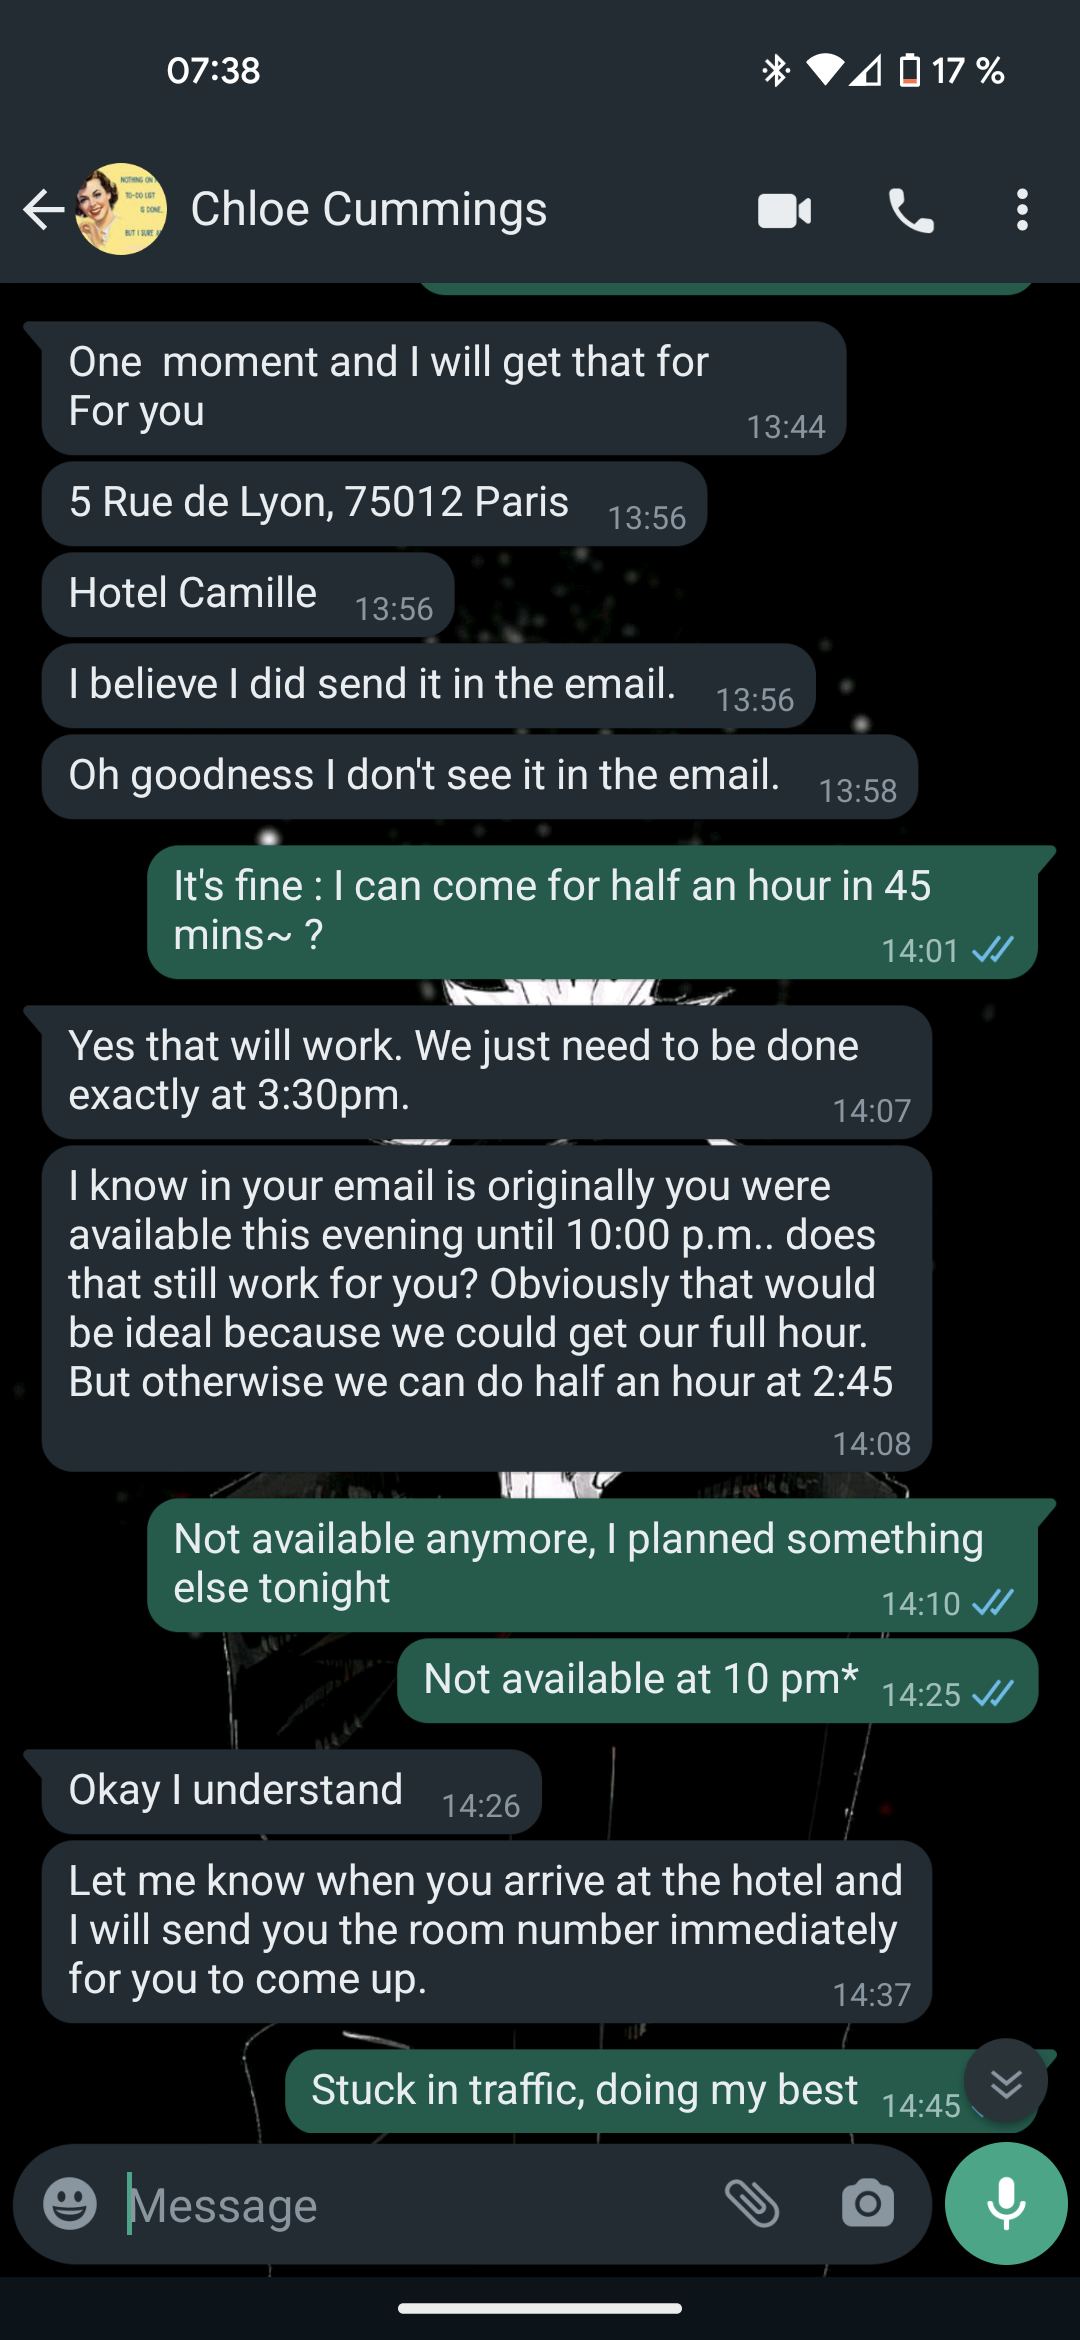 07:38
17 %
NOTHING ON
TO-DO LIST
IS DONE,
BUT I SURE A
Chloe Cummings
One  moment and I will get that for
For you
13:44
5 Rue de Lyon, 75012 Paris
13:56
Hotel Camille
13:56
I believe I did send it in the email.
13:56
Oh goodness I don't see it in the email.
13:58
It's fine : I can come for half an hour in 45
mins~ ?
14:01
Yes that will work. We just need to be done
exactly at 3:30pm.
14:07
I know in your email is originally you were
available this evening until 10:00 p.m.. does
that still work for you? Obviously that would
be ideal because we could get our full hour.
But otherwise we can do half an hour at 2:45
14:08
Not available anymore, I planned something
else tonight
14:10
Not available at 10 pm*
14:25
Okay I understand
14:26
Let me know when you arrive at the hotel and
I will send you the room number immediately
for you to come up.
14:37
Stuck in traffic, doing my best
14:45
Message